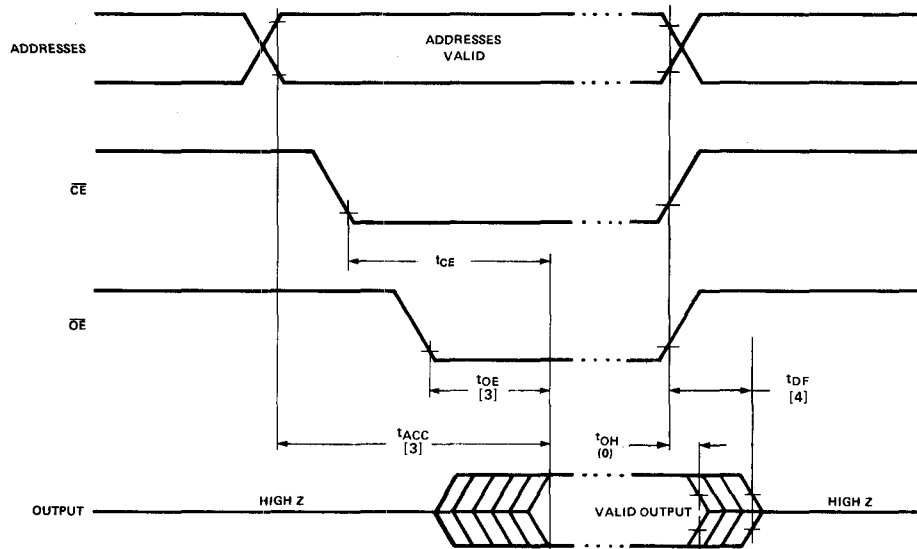 ADDRESSES
ADDRESSES
VALID
CE
tCE
OE
tOE
[3]
tDF
[4]
tACC
[3]
tOH
(0)
OUTPUT
HIGH Z
VALID OUTPUT
HIGH Z